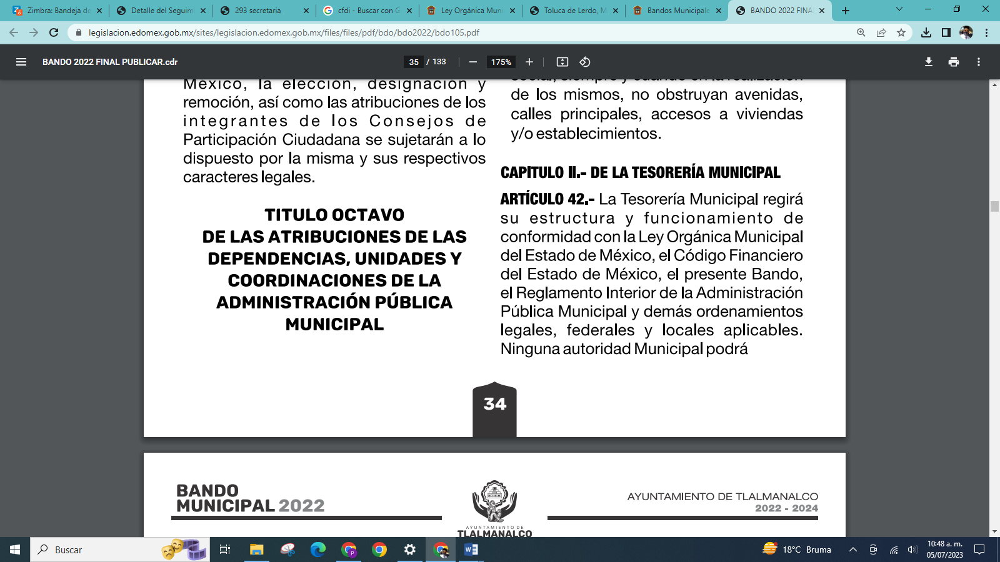 Zimbra: Bandeja de
Detalle del Seguim
293 secretaria
cfdi - Buscar con G
Ley Orgánica Muni
Toluca de Lerdo, M
Bandos Municipale
BANDO 2022 FINA
legislacion.edomex.gob.mx/sites/legislacion.edomex.gob.mx/files/files/pdf/bdo/bdo2022/bdo105.pdf
BANDO 2022 FINAL PUBLICAR.cdr
35 / 133
175%
México, la elección, designación y
remoción, así como las atribuciones de los
integrantes de los Consejos de
Participación Ciudadana se sujetarán a lo
dispuesto por la misma y sus respectivos
caracteres legales.
TITULO OCTAVO
DE LAS ATRIBUCIONES DE LAS
DEPENDENCIAS, UNIDADES Y
COORDINACIONES DE LA
ADMINISTRACIÓN PÚBLICA
MUNICIPAL
social, siempre y cuando en la realización
de los mismos, no obstruyan avenidas,
calles principales, accesos a viviendas
y/o establecimientos.
CAPITULO II.- DE LA TESORERÍA MUNICIPAL
ARTÍCULO 42.- La Tesorería Municipal regirá
su estructura y funcionamiento de
conformidad con la Ley Orgánica Municipal
del Estado de México, el Código Financiero
del Estado de México, el presente Bando,
el Reglamento Interior de la Administración
Pública Municipal y demás ordenamientos
legales, federales y locales aplicables.
Ninguna autoridad Municipal podrá
34
BANDO
MUNICIPAL 2022
AYUNTAMIENTO DE
TLALMANALCO
AYUNTAMIENTO DE TLALMANALCO
2022 - 2024
Buscar
18°C Bruma
10:48 a. m.
05/07/2023